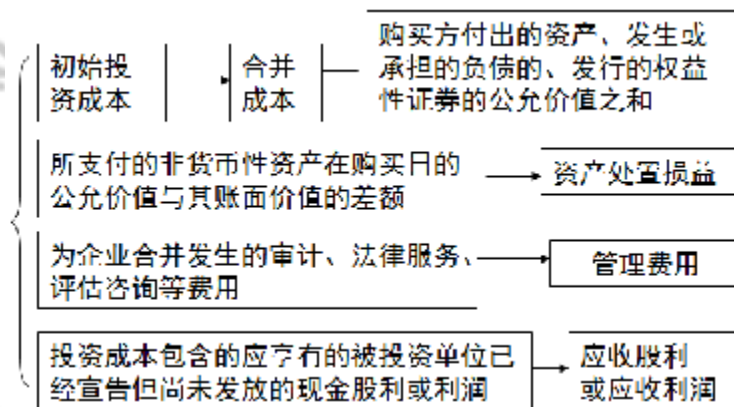 初始投
资成本
合并
成本
购买方付出的资产、发生或
承担的负债的、发行的权益
性证券的公允价值之和
所支付的非货币性资产在购买日的
公允价值与其账面价值的差额
资产处置损益
为企业合并发生的审计、法律服务、
评估咨询等费用
管理费用
投资成本包含的应享有的被投资单位已
经宣告但尚未发放的现金股利或利润
应收股利
或应收利润